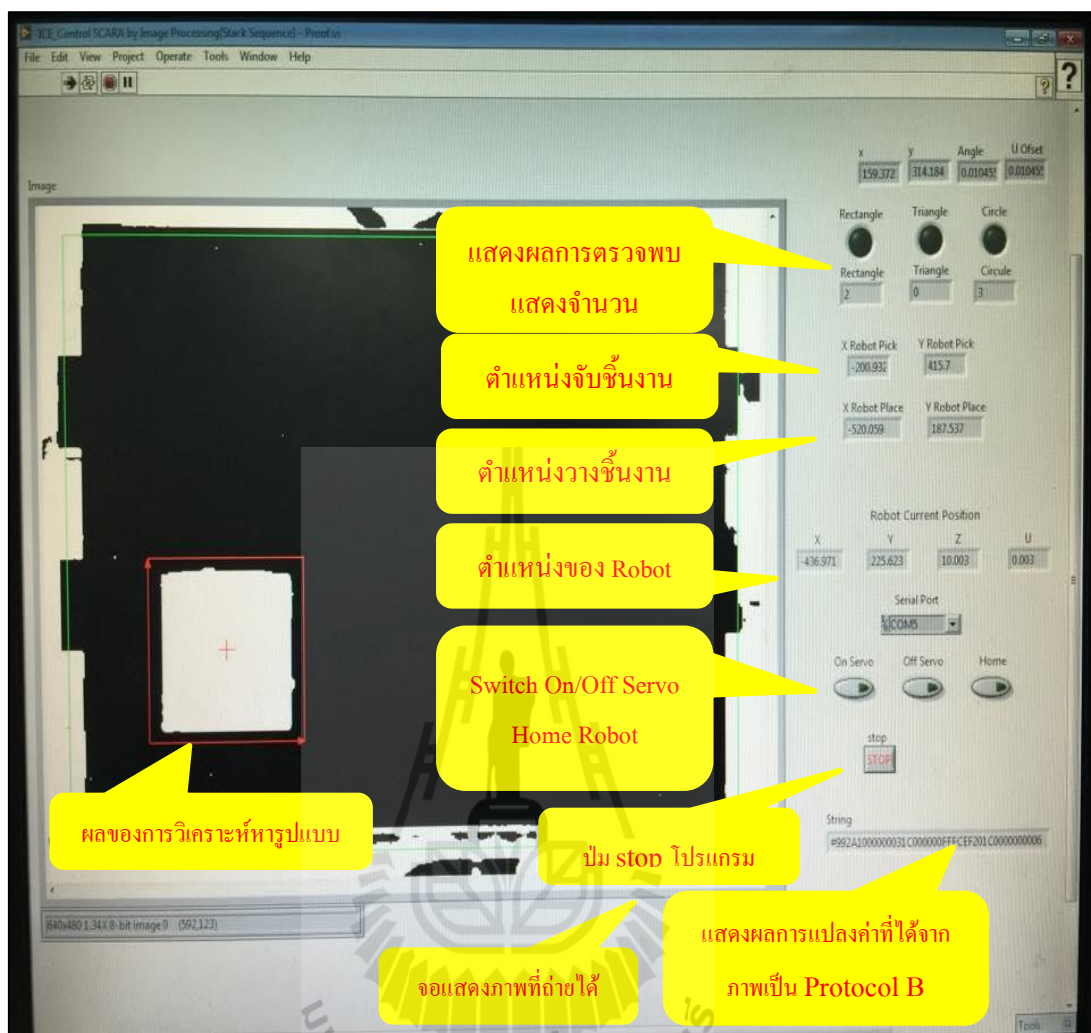 ICE_Control SCARA by Image Processing(Stack Sequence) - Proof.vi
File Edit View Project Operate Tools Window Help
?
?
x y Angle U Ofset
159.372 314.184 0.01045 0.01045
Image
Rectangle Triangle Circle
แสดงผลการตรวจพบ
แสดงจำนวน
Rectangle Triangle Circule
2 0 3
X Robot Pick Y Robot Pick
-200.932 415.7
ตำแหน่งจับชิ้นงาน
X Robot Place Y Robot Place
-520.059 187.537
ตำแหน่งวางชิ้นงาน
Robot Current Position
X Y Z U
-436.971 225.623 10.003 0.003
ตำแหน่งของ Robot
Serial Port
COM5
On Servo Off Servo Home
Switch On/Off Servo
Home Robot
stop
STOP
ผลของการวิเคราะห์หารูปแบบ
ปุ่ม stop โปรแกรม
String
#992A1000000031C000000FFFCEF201C0000000006
640x480 1.34X 8-bit image 0 (592,123)
จอแสดงภาพที่ถ่ายได้
แสดงผลการแปลงค่าที่ได้จาก
ภาพเป็น Protocol B
Tools